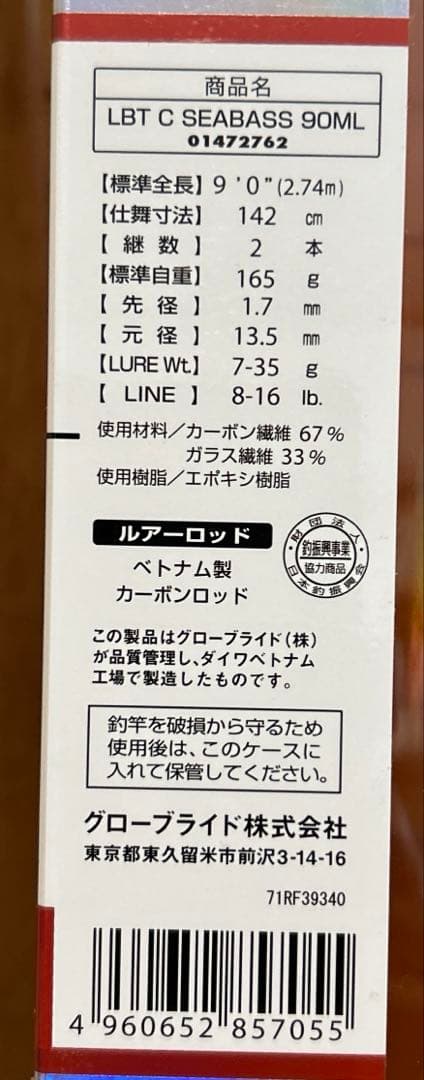 商品名
LBT C SEABASS 90ML
01472762
【標準全長】9'0"(2.74m)
【仕舞寸法】 142 cm
【継数】 2 本
【標準自重】 165 g
【先径】 1.7 mm
【元径】 13.5 mm
【LURE Wt.】 7-35 g
【LINE】 8-16 lb.
使用材料/カーボン繊維 67%
ガラス繊維 33%
使用樹脂/エポキシ樹脂
ルアーロッド
ベトナム製
カーボンロッド
財団法人
釣振興事業
協力商品
日本釣振興会
この製品はグローブライド(株)
が品質管理し、ダイワベトナム
工場で製造したものです。
釣竿を破損から守るため
使用後は、このケースに
入れて保管してください。
グローブライド株式会社
東京都東久留米市前沢3-14-16
71RF39340
4 960652 857055